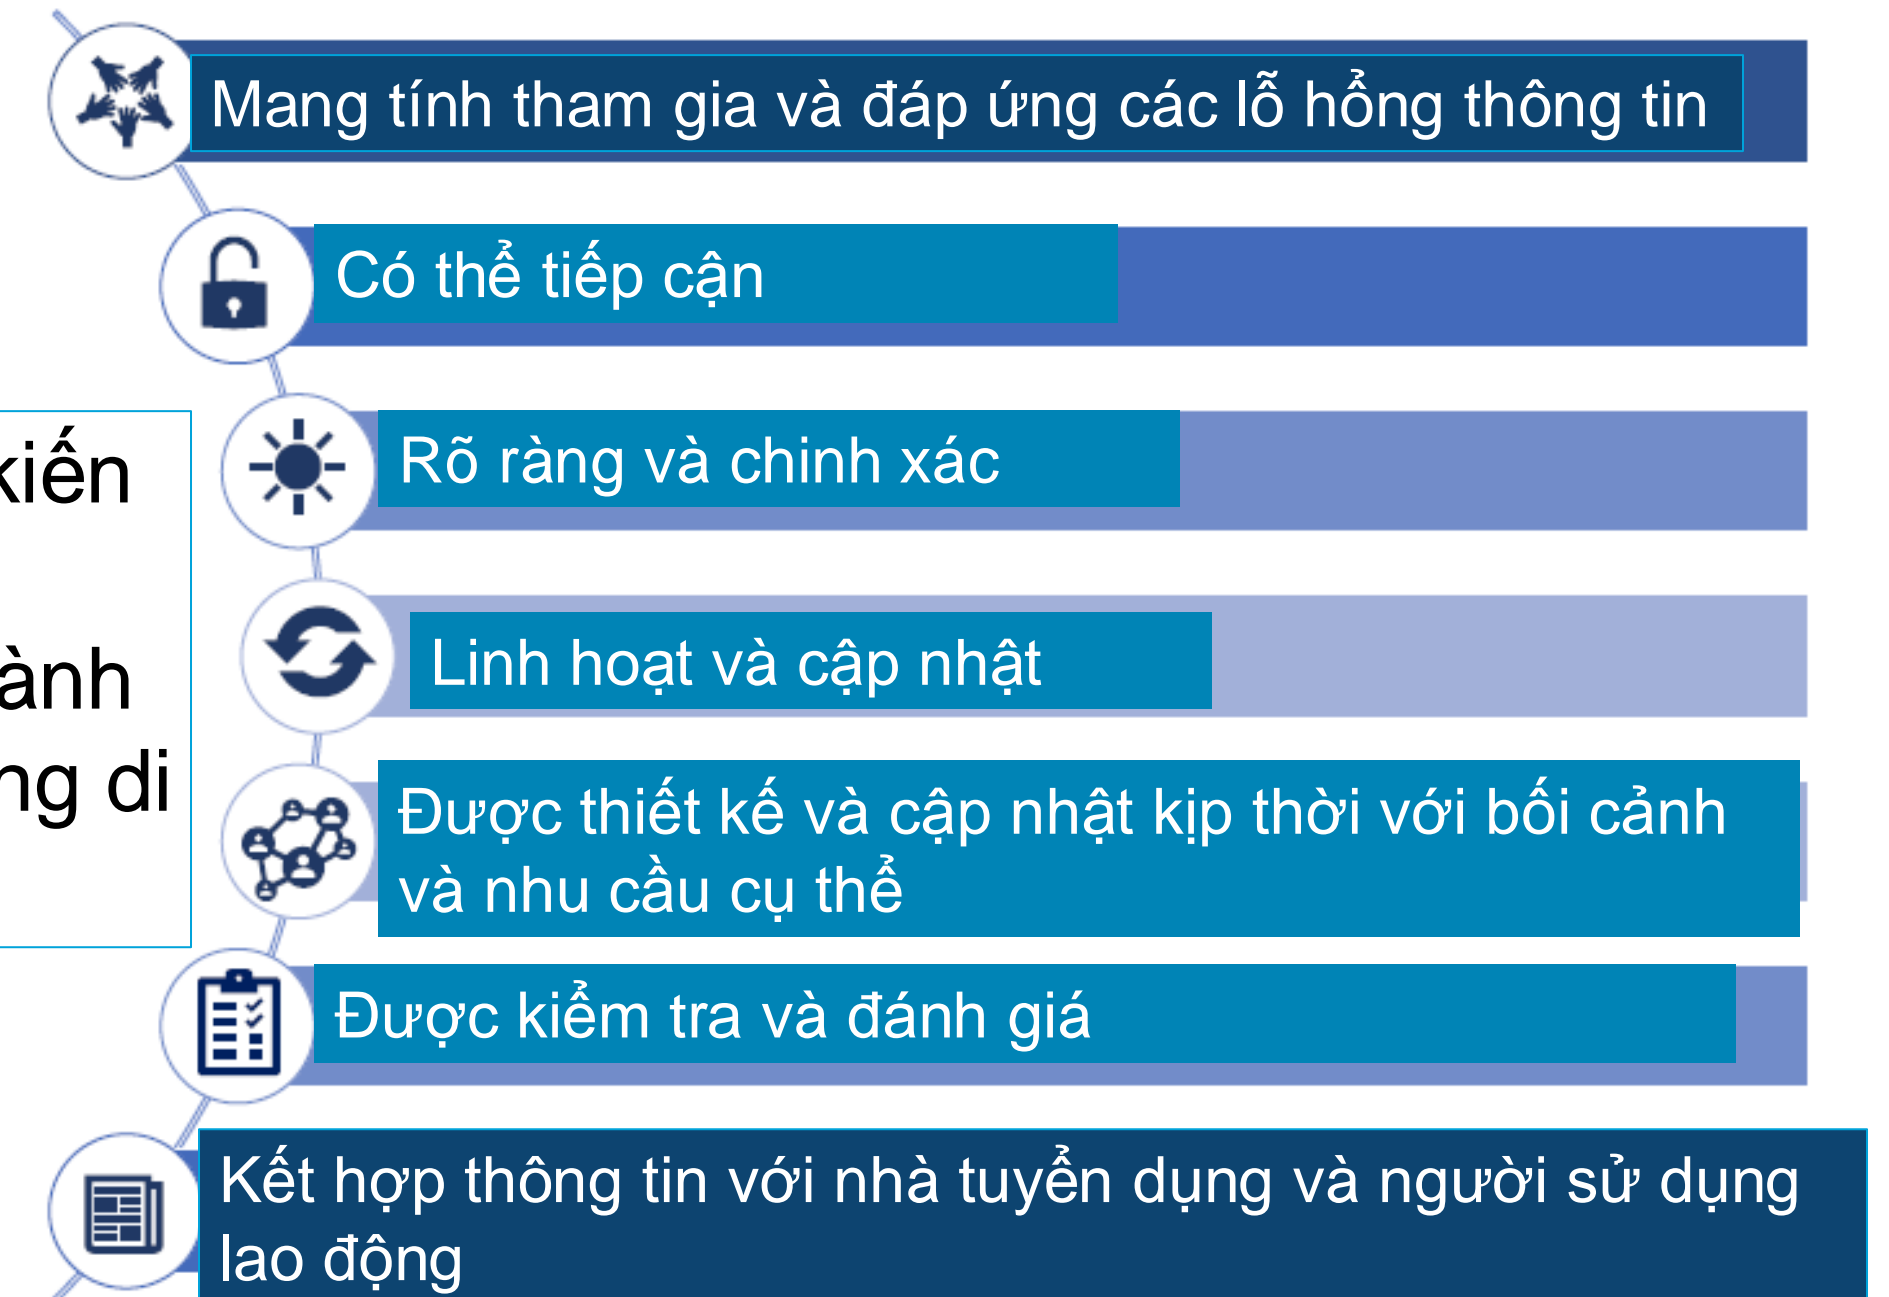 Mang tính tham gia và đáp ứng các lỗ hổng thông tin
Có thể tiếp cận
Rõ ràng và chinh xác
kiến
ành
ng di
Linh hoạt và cập nhật
Được thiết kế và cập nhật kịp thời với bối cảnh
và nhu cầu cụ thể
Được kiểm tra và đánh giá
Kết hợp thông tin với nhà tuyển dụng và người sử dụng
lao động